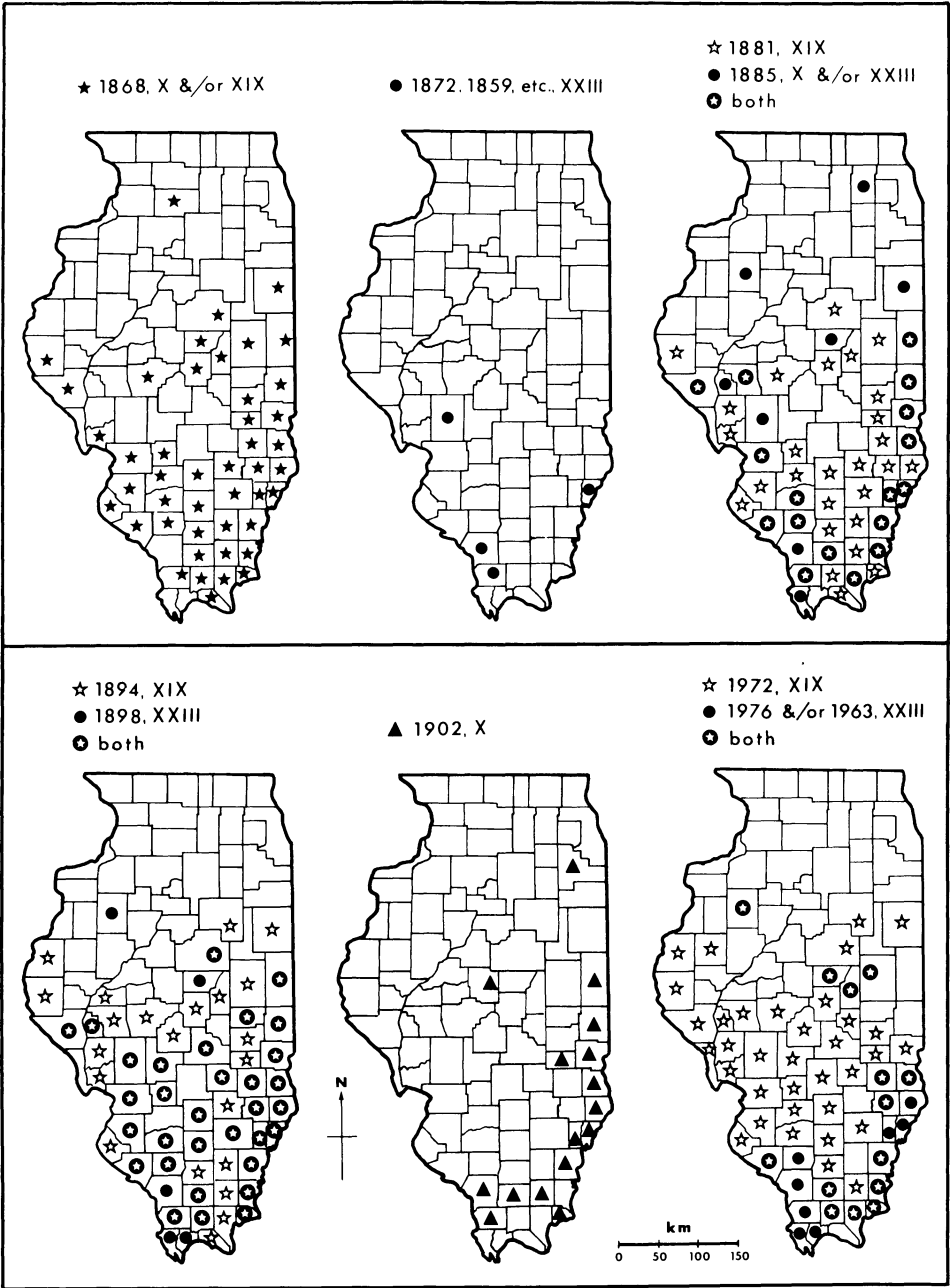 ★ 1868, X &/or XIX
● 1872, 1859, etc., XXIII
☆ 1881, XIX
● 1885, X &/or XXIII
✪ both
☆ 1894, XIX
● 1898, XXIII
✪ both
▲ 1902, X
☆ 1972, XIX
● 1976 &/or 1963, XXIII
✪ both
N
km
0 50 100 150